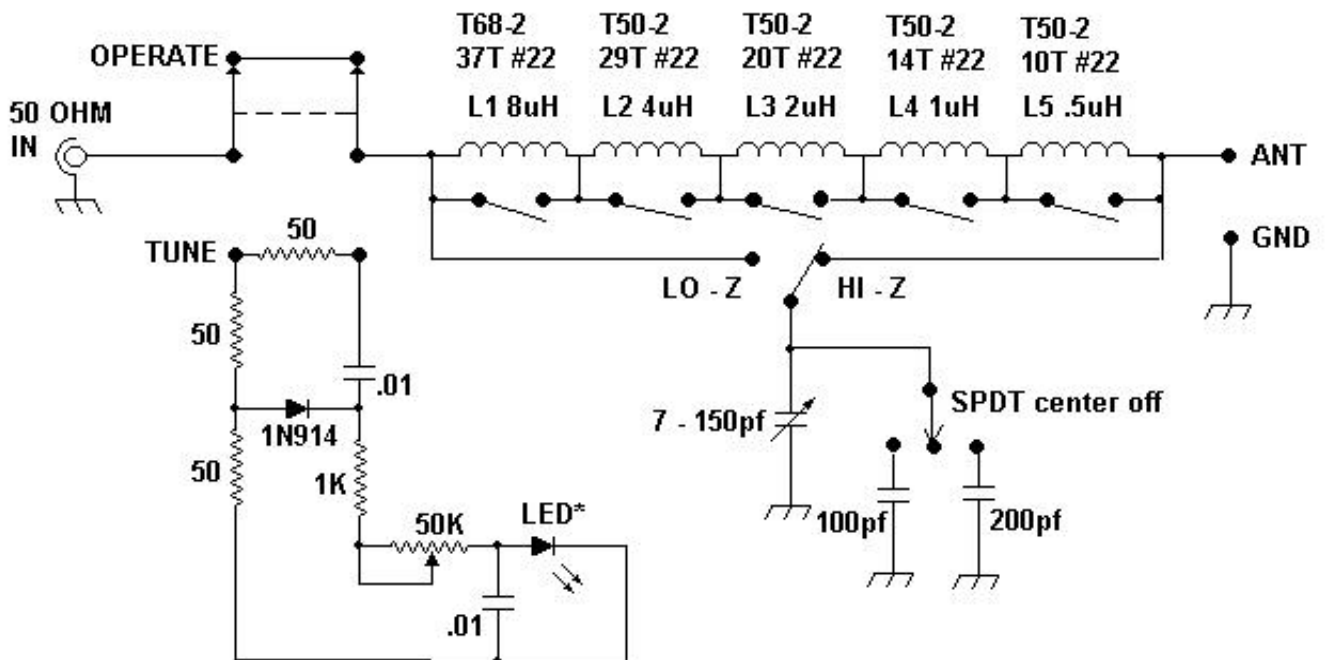 T68-2
37T #22
L1 8uH
T50-2
29T #22
L2 4uH
T50-2
20T #22
L3 2uH
T50-2
14T #22
L4 1uH
T50-2
10T #22
L5 .5uH
OPERATE
50 OHM
IN
ANT
GND
TUNE
50
LO - Z
HI - Z
50
.01
7 - 150pf
SPDT center off
1N914
50
1K
100pf
200pf
50K
LED*
.01